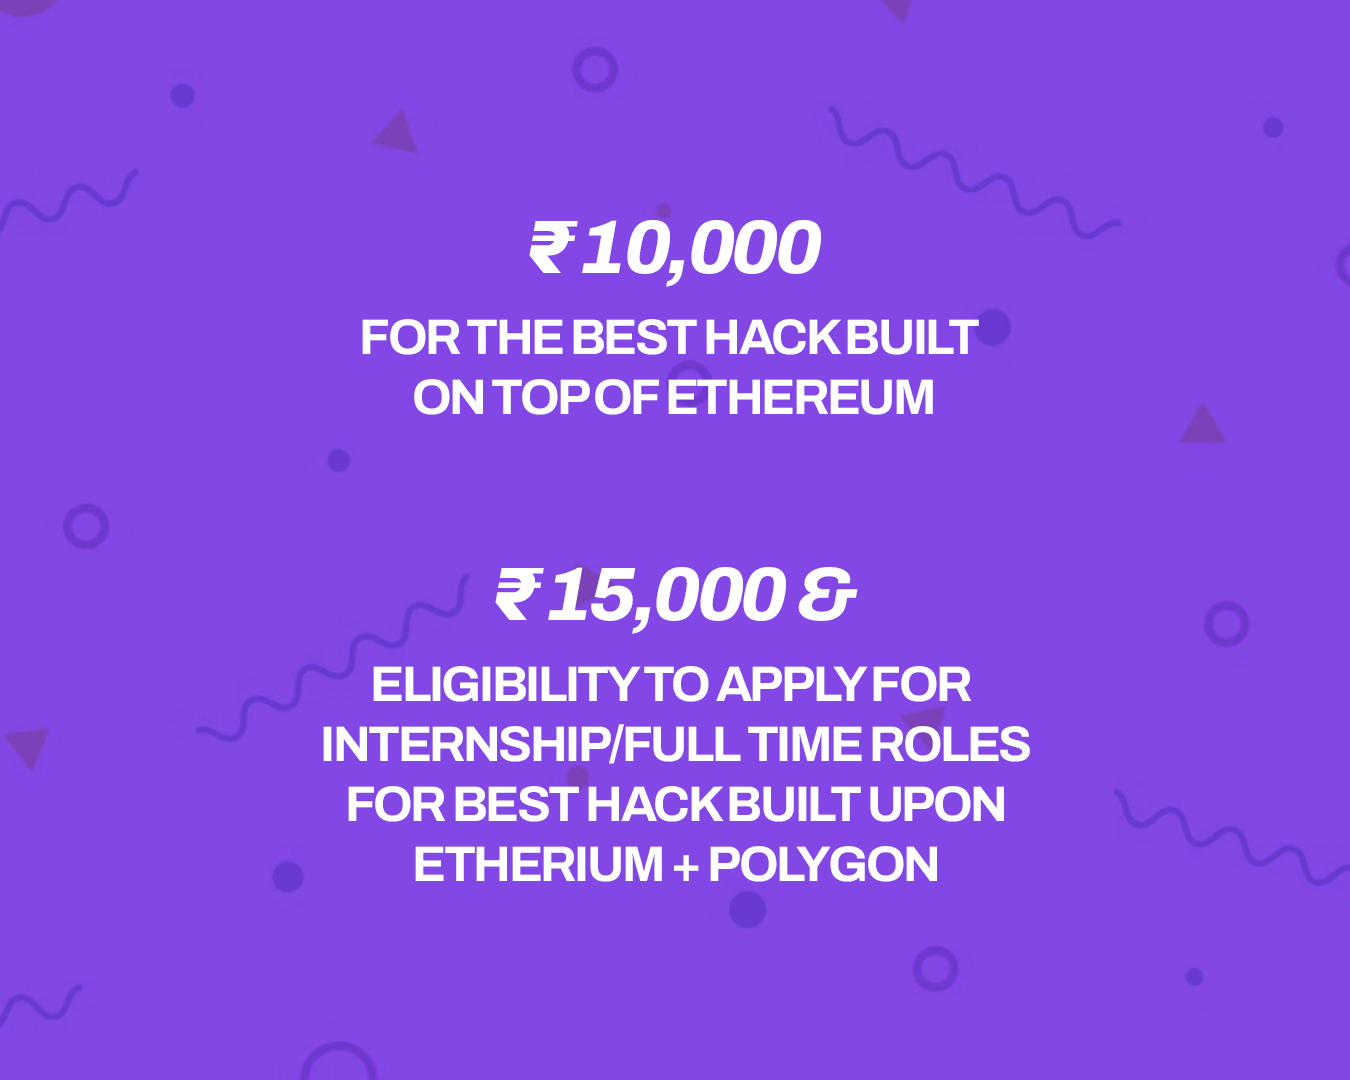 ₹10,000
FOR THE BEST HACK BUILT
ON TOP OF ETHEREUM
₹15,000 &
ELIGIBILITY TO APPLY FOR
INTERNSHIP/FULL TIME ROLES
FOR BEST HACK BUILT UPON
ETHERIUM + POLYGON